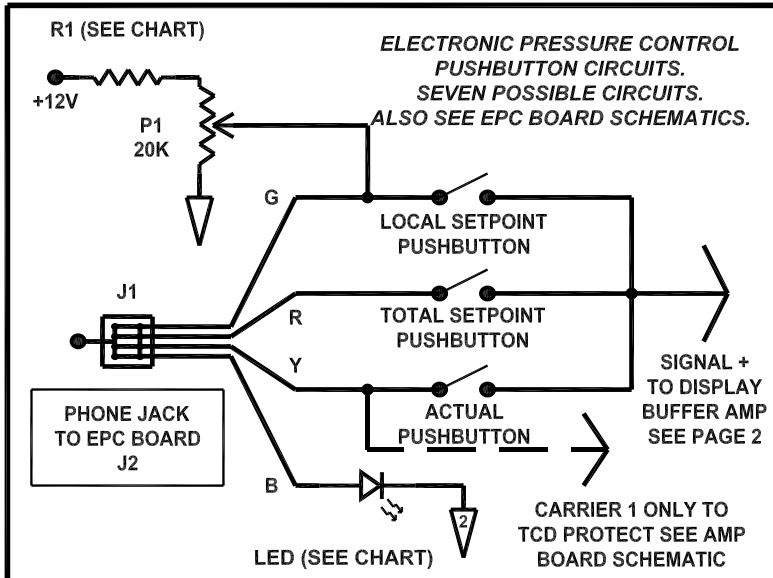 R1 (SEE CHART)
+12V
P1
20K
ELECTRONIC PRESSURE CONTROL
PUSHBUTTON CIRCUITS.
SEVEN POSSIBLE CIRCUITS.
ALSO SEE EPC BOARD SCHEMATICS.
G
LOCAL SETPOINT
PUSHBUTTON
J1
R
TOTAL SETPOINT
PUSHBUTTON
Y
ACTUAL
PUSHBUTTON
SIGNAL +
TO DISPLAY
BUFFER AMP
SEE PAGE 2
PHONE JACK
TO EPC BOARD
J2
B
2
LED (SEE CHART)
CARRIER 1 ONLY TO
TCD PROTECT SEE AMP
BOARD SCHEMATIC